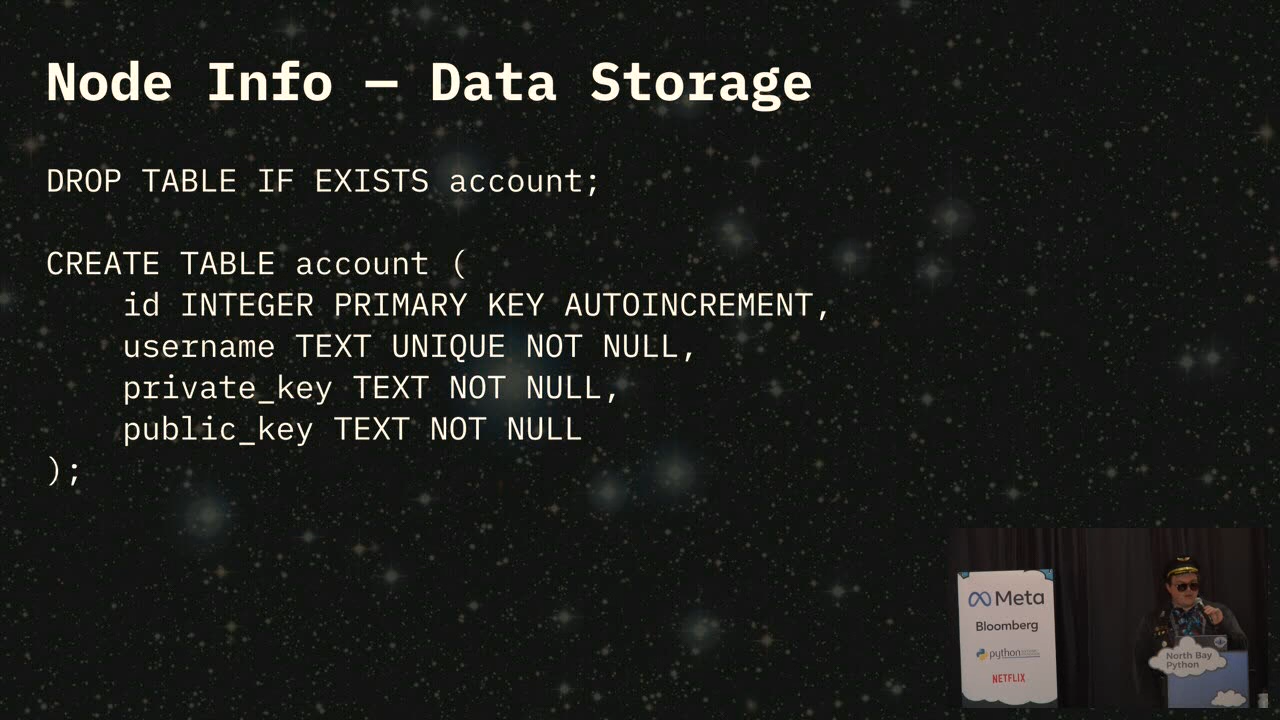 Node Info — Data Storage
DROP TABLE IF EXISTS account;
CREATE TABLE account (
id INTEGER PRIMARY KEY AUTOINCREMENT,
username TEXT UNIQUE NOT NULL,
private_key TEXT NOT NULL,
public_key TEXT NOT NULL
);
Meta
Bloomberg
python
NETFLIX
North Bay
Python